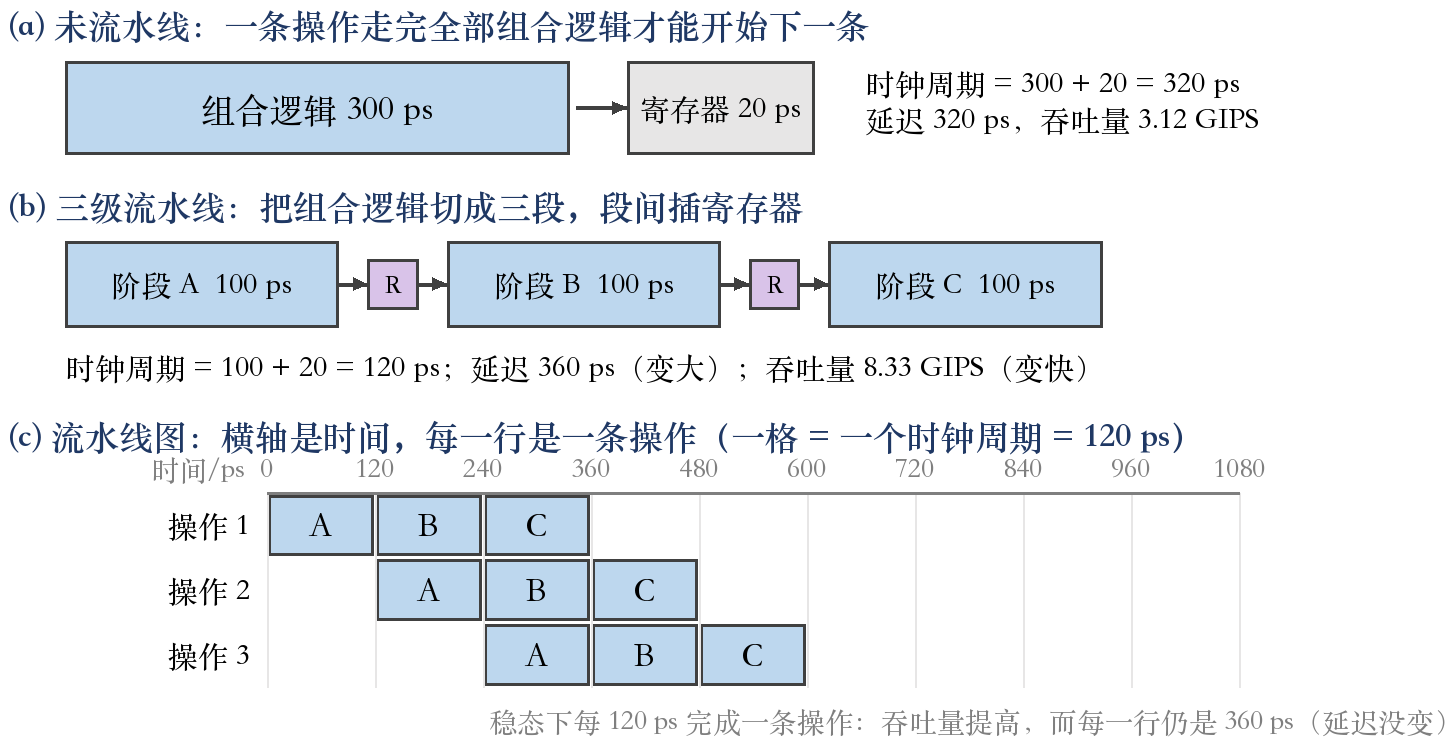 (a) 未流水线：一条操作走完全部组合逻辑才能开始下一条
组合逻辑 300 ps
寄存器 20 ps
时钟周期 = 300 + 20 = 320 ps
延迟 320 ps，吞吐量 3.12 GIPS
(b) 三级流水线：把组合逻辑切成三段，段间插寄存器
阶段 A 100 ps
R
阶段 B 100 ps
R
阶段 C 100 ps
时钟周期 = 100 + 20 = 120 ps；延迟 360 ps（变大）；吞吐量 8.33 GIPS（变快）
(c) 流水线图：横轴是时间，每一行是一条操作（一格 = 一个时钟周期 = 120 ps）
时间/ps 0 120 240 360 480 600 720 840 960 1080
操作 1 A B C
操作 2 A B C
操作 3 A B C
稳态下每 120 ps 完成一条操作：吞吐量提高，而每一行仍是 360 ps（延迟没变）